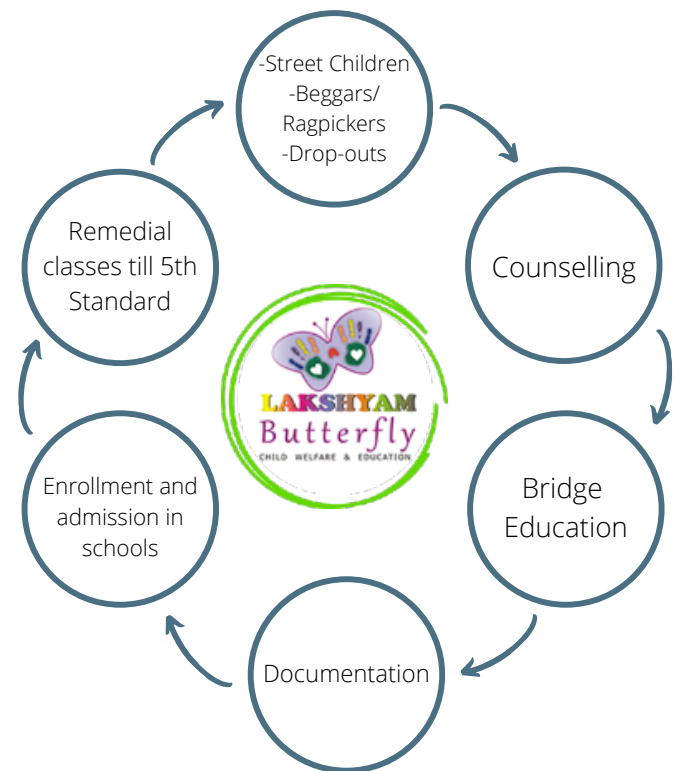 -Street Children
-Beggars/
Ragpickers
-Drop-outs
Counselling
Bridge
Education
Documentation
Enrollment and
admission in
schools
Remedial
classes till 5th
Standard
LAKSHYAM
Butterfly
CHILD WELFARE & EDUCATION